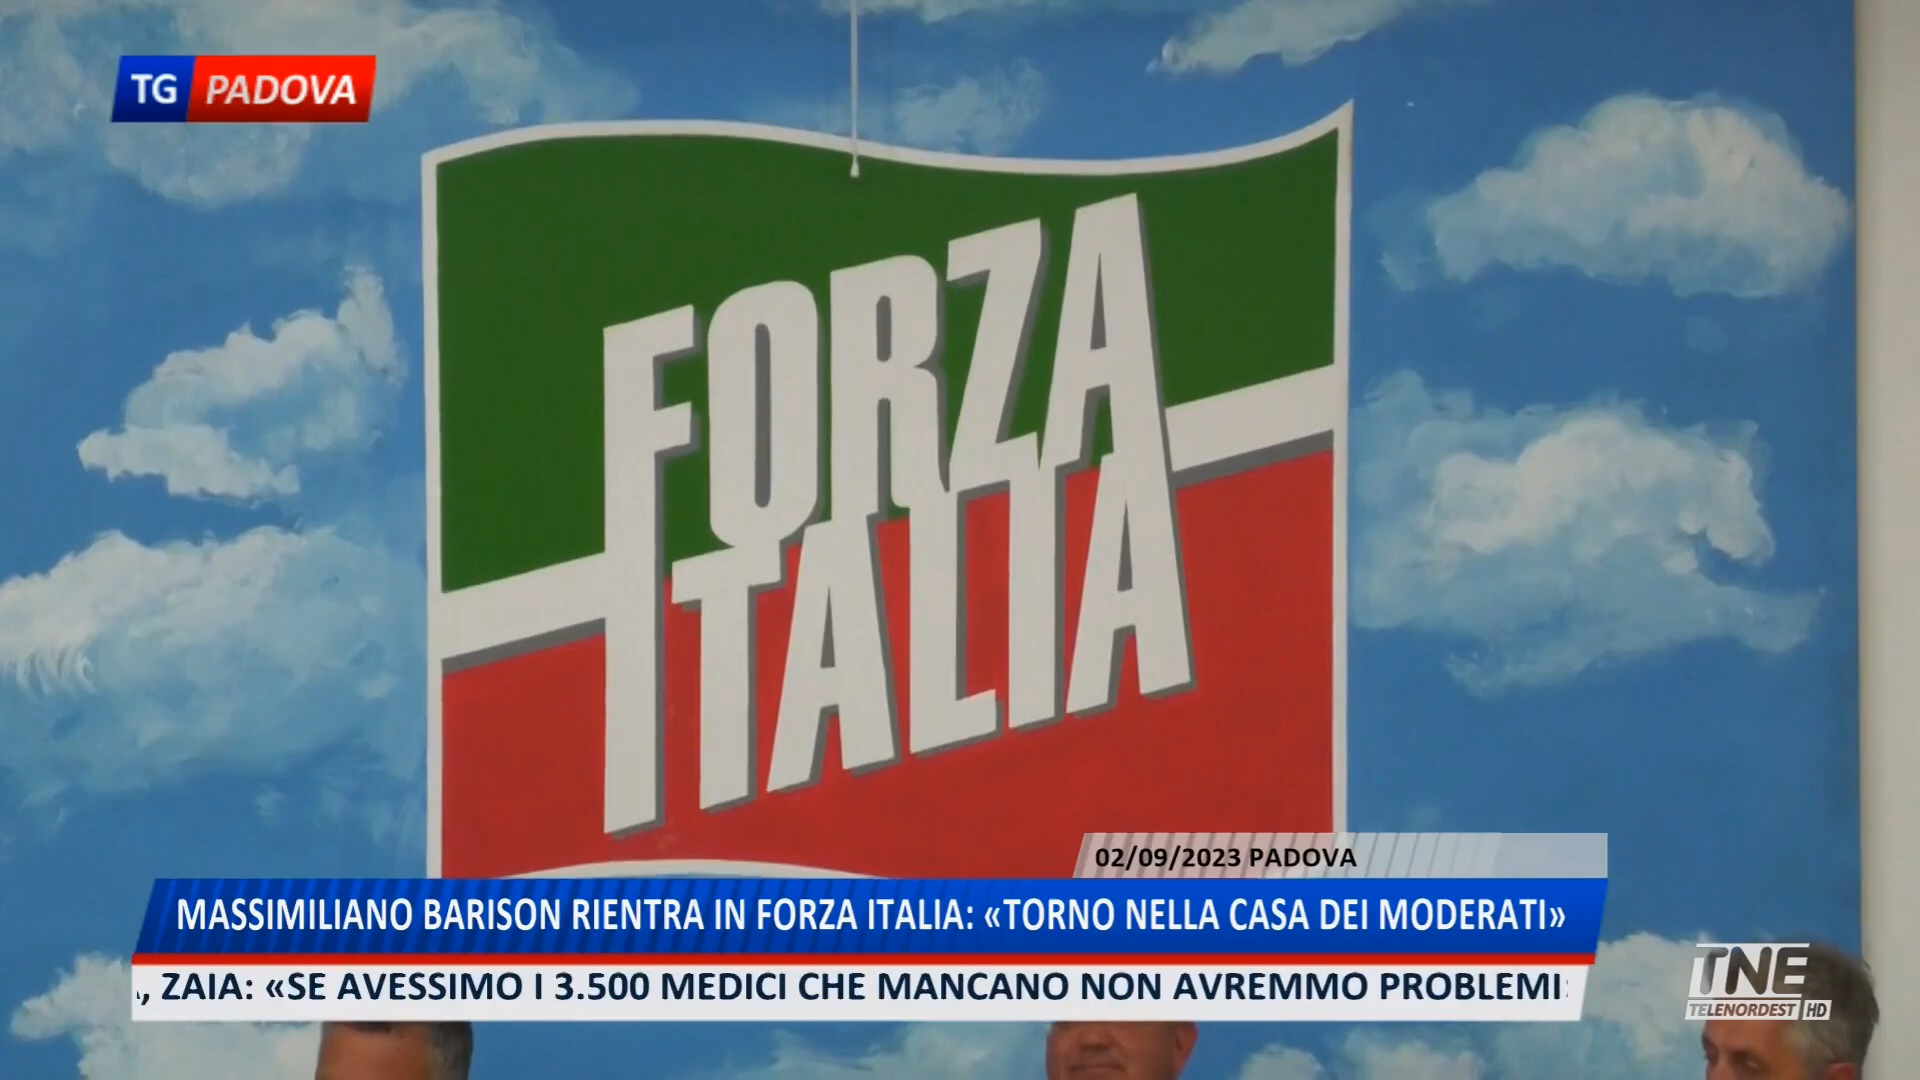 TG PADOVA
FORZA
ITALIA
02/09/2023 PADOVA
MASSIMILIANO BARISON RIENTRA IN FORZA ITALIA: «TORNO NELLA CASA DEI MODERATI»
, ZAIA: «SE AVESSIMO I 3.500 MEDICI CHE MANCANO NON AVREMMO PROBLEMI
TNE
TELENORDEST HD